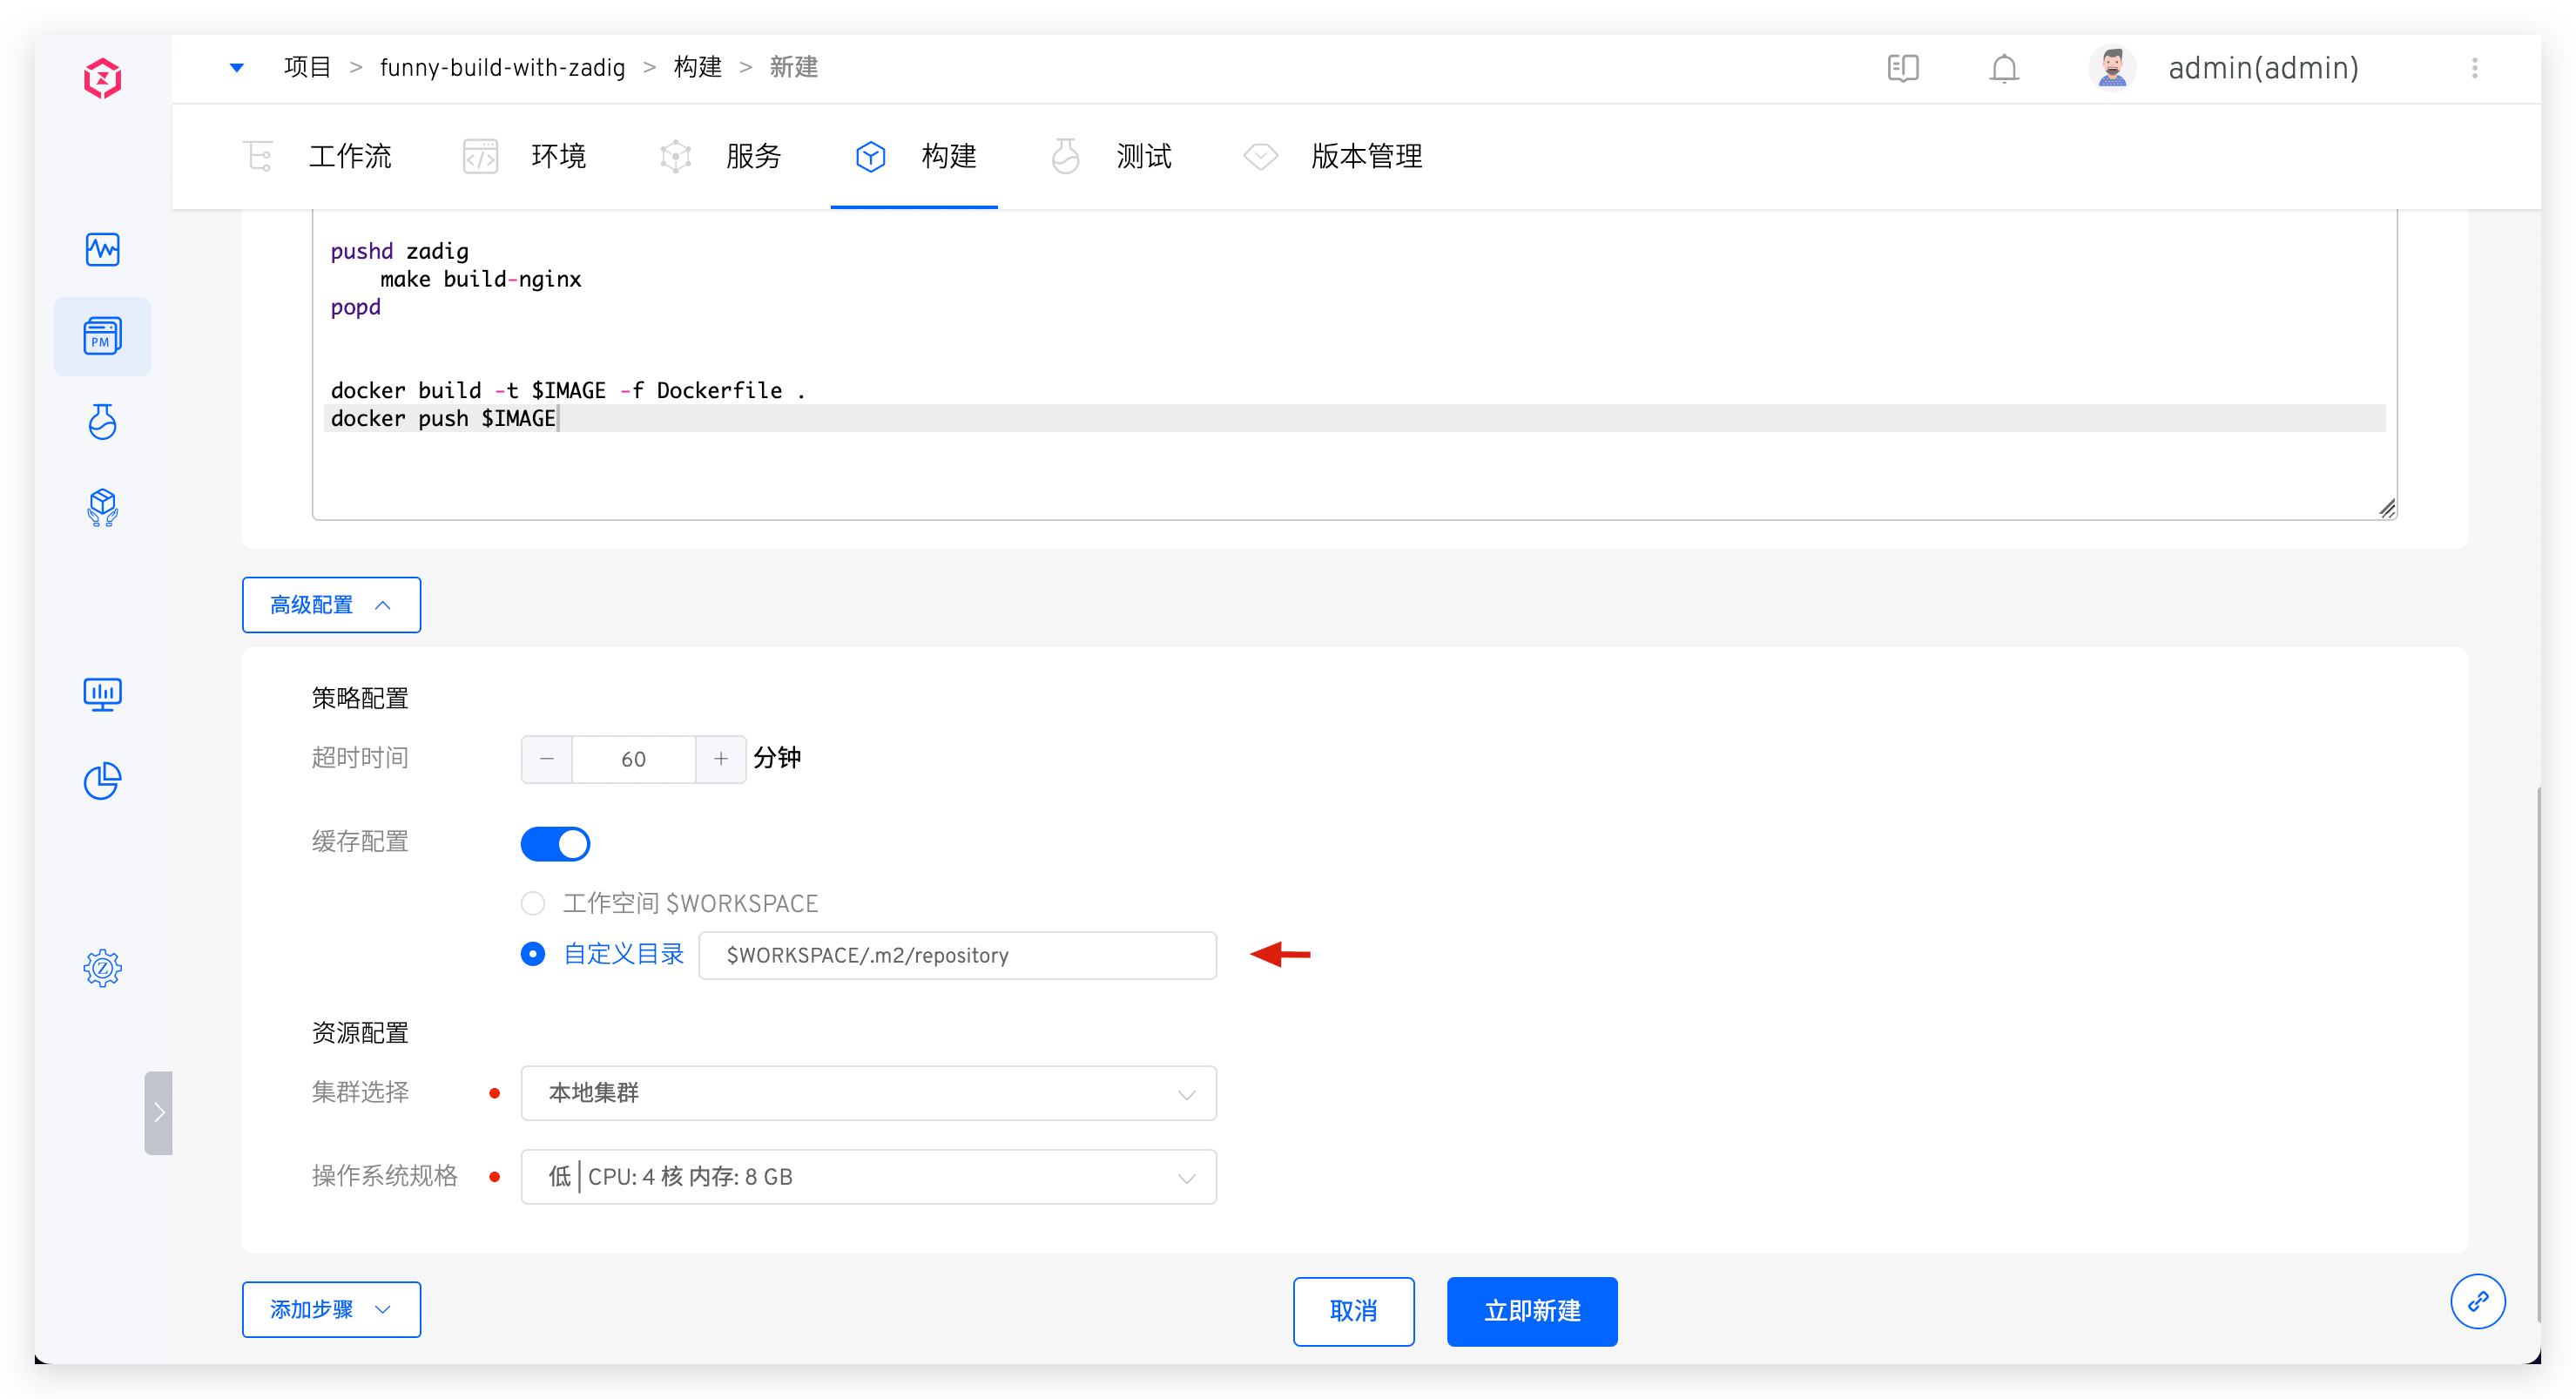 项目 > funny-build-with-zadig > 构建 > 新建
admin(admin)
工作流 环境 服务 构建 测试 版本管理
PM
pushd zadig
make build-nginx
popd
docker build -t $IMAGE -f Dockerfile .
docker push $IMAGE
高级配置
策略配置
超时时间 − 60 + 分钟
缓存配置
工作空间 $WORKSPACE
自定义目录 $WORKSPACE/.m2/repository
资源配置
集群选择 本地集群
操作系统规格 低 | CPU: 4 核 内存: 8 GB
添加步骤 取消 立即新建